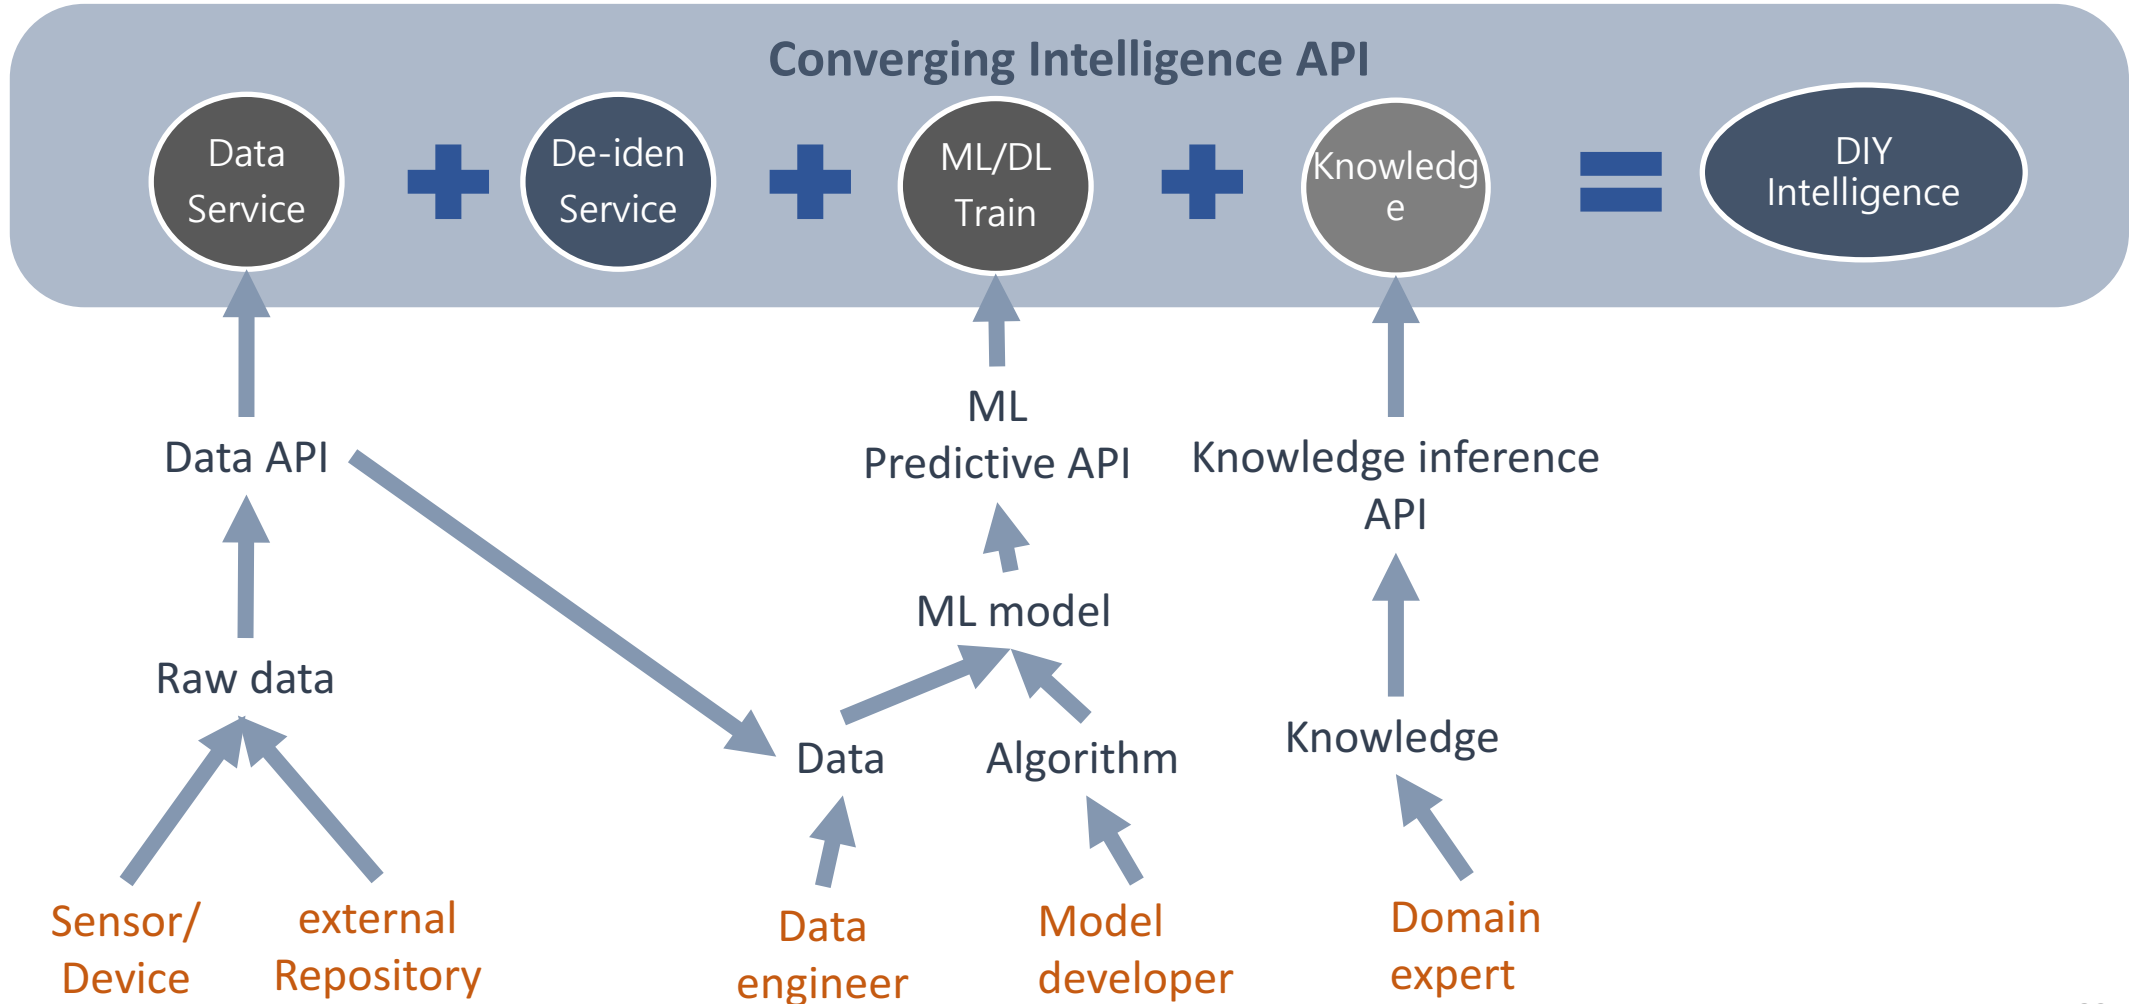 Converging Intelligence API
Data
Service
De-iden
Service
ML/DL
Train
Knowledg
e
DIY
Intelligence
Data API
ML
Predictive API
Knowledge inference
API
ML model
Raw data
Data
Algorithm
Knowledge
Sensor/
Device
external
Repository
Data
engineer
Model
developer
Domain
expert